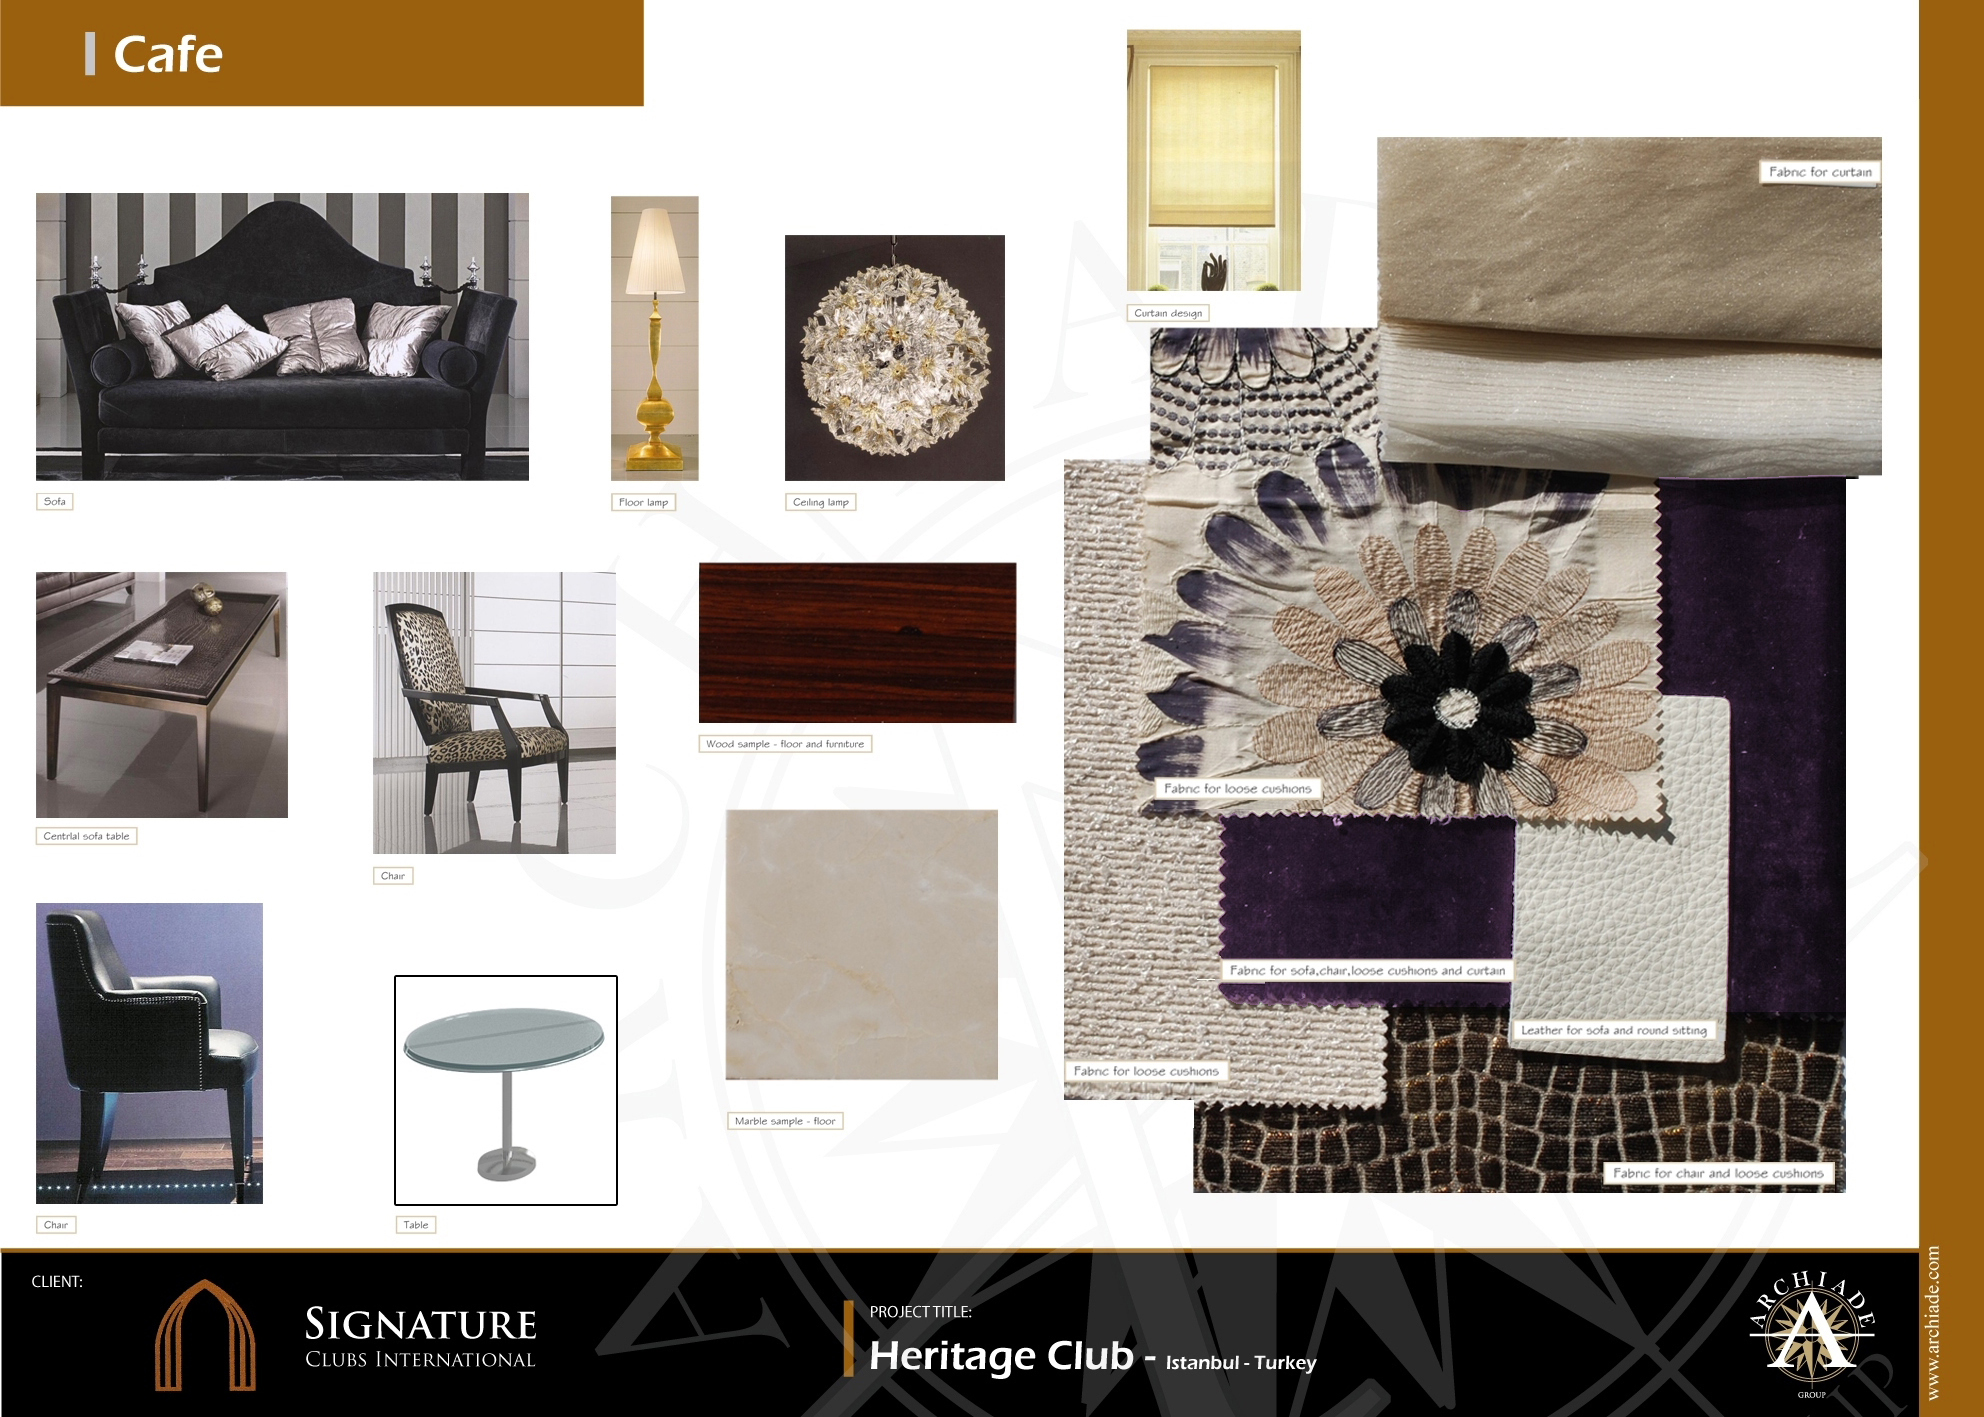 Cafe
Sofa
Floor lamp
Ceiling lamp
Curtain design
Fabric for curtain
Centrlal sofa table
Chair
Wood sample - floor and furniture
Marble sample - floor
Chair
Table
Fabric for loose cushions
Fabric for sofa,chair,loose cushions and curtain
Leather for sofa and round sitting
Fabric for loose cushions
Fabric for chair and loose cushions
CLIENT:
SIGNATURE
CLUBS INTERNATIONAL
PROJECT TITLE:
Heritage Club - Istanbul - Turkey
ARCHIADE
A
GROUP
www.archiade.com